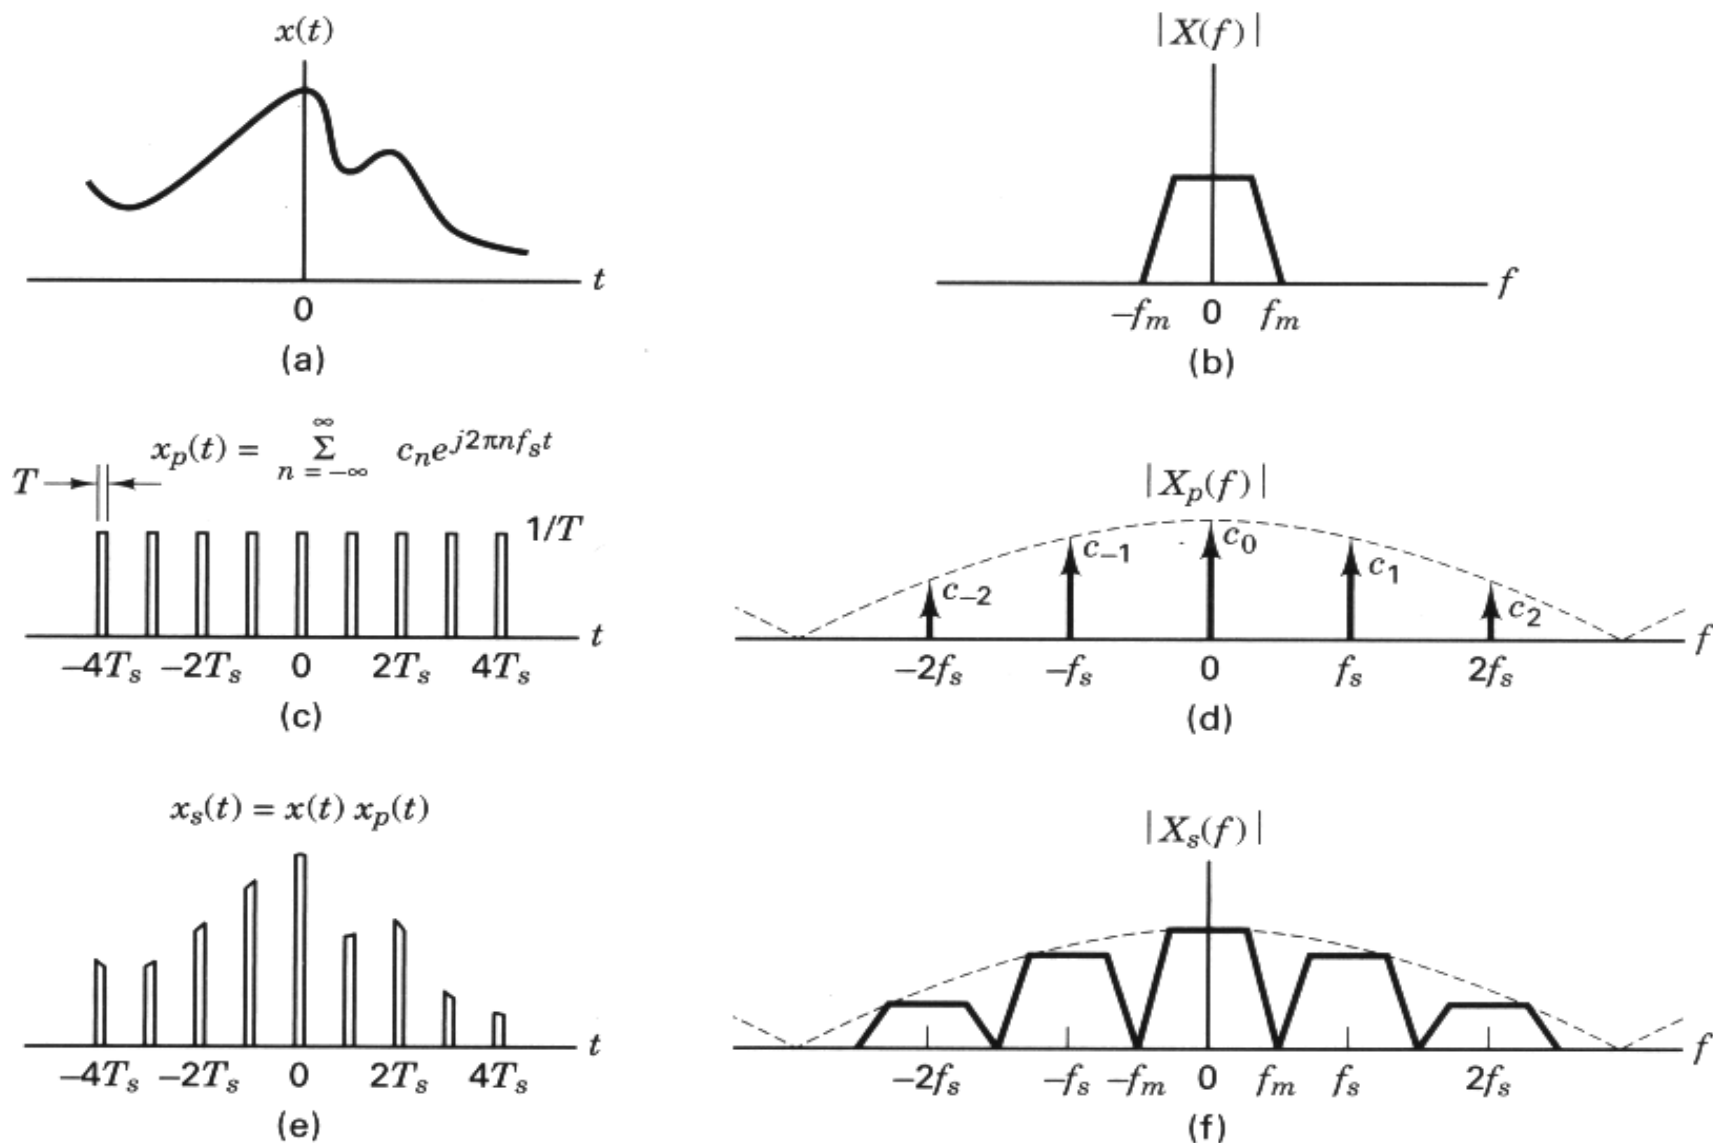 x(t)
t
0
(a)
|X(f)|
f
−f_m 0 f_m
(b)
x_p(t) = ∑_{n = −∞}^{∞} c_n e^{j2πnf_s t}
T
1/T
t
−4T_s −2T_s 0 2T_s 4T_s
(c)
|X_p(f)|
c_−2 c_−1 c_0 c_1 c_2
f
−2f_s −f_s 0 f_s 2f_s
(d)
x_s(t) = x(t) x_p(t)
t
−4T_s −2T_s 0 2T_s 4T_s
(e)
|X_s(f)|
f
−2f_s −f_s −f_m 0 f_m f_s 2f_s
(f)